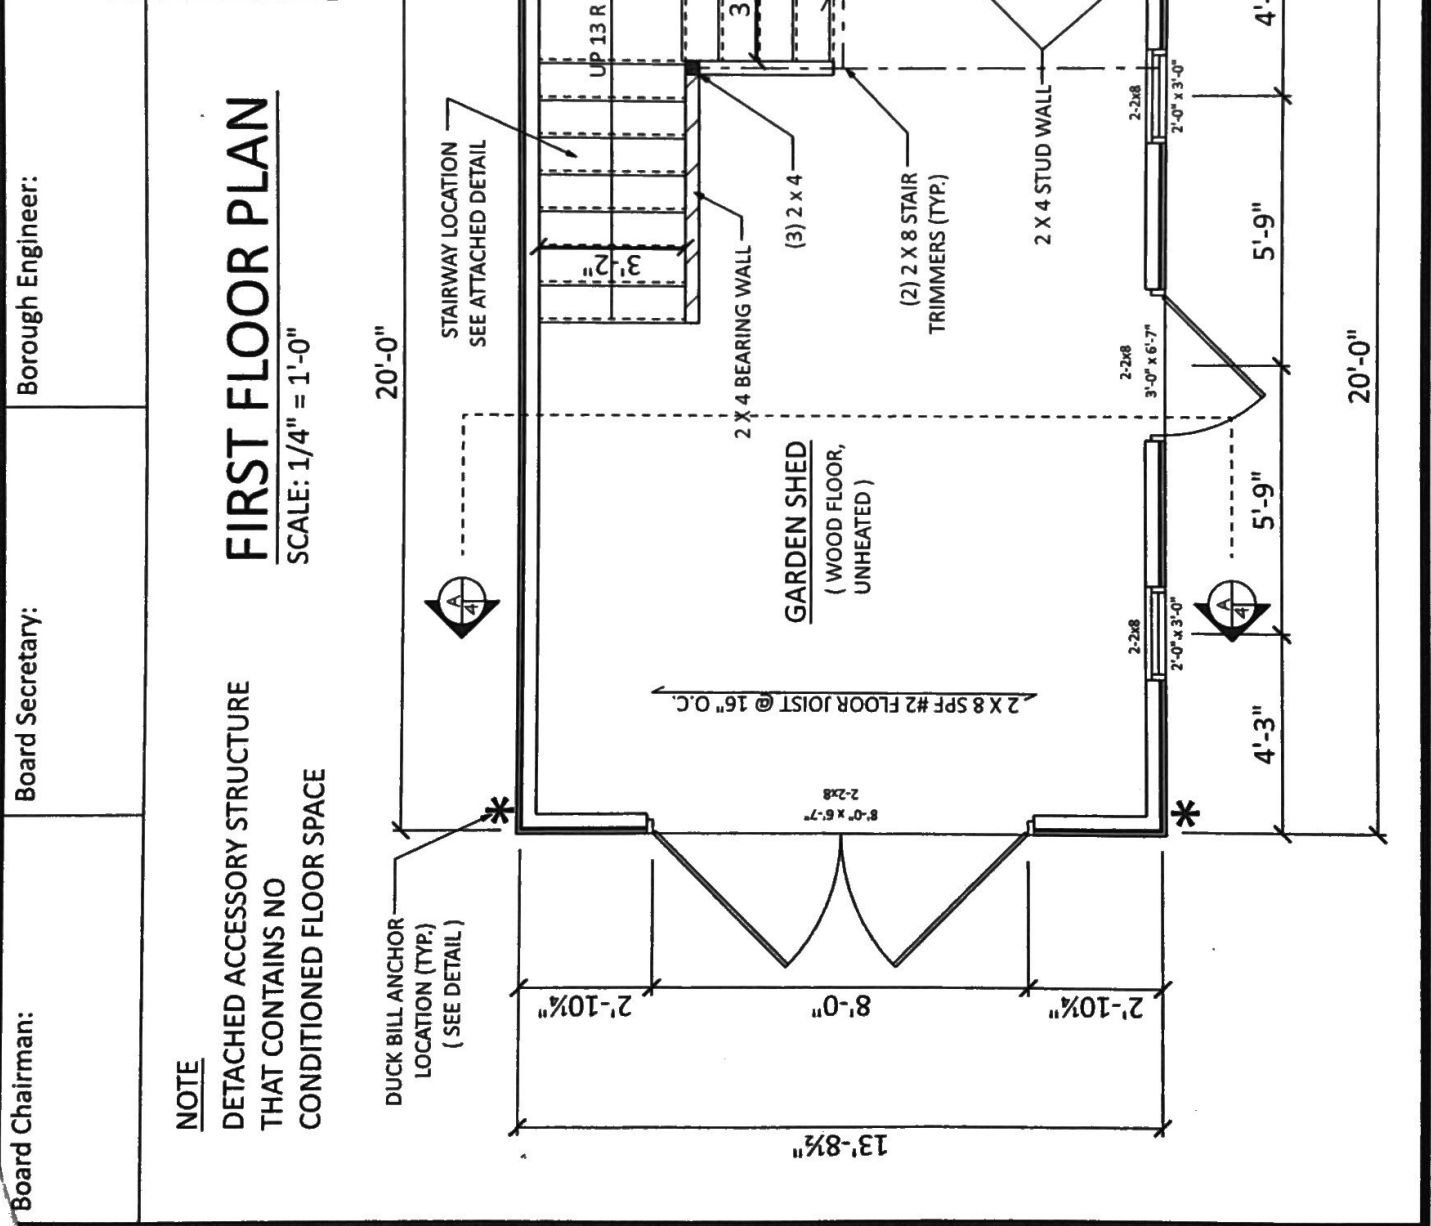 Board Chairman:
Board Secretary:
Borough Engineer:
NOTE
DETACHED ACCESSORY STRUCTURE
THAT CONTAINS NO
CONDITIONED FLOOR SPACE
FIRST FLOOR PLAN
SCALE: 1/4" = 1'-0"
20'-0"
DUCK BILL ANCHOR
LOCATION (TYP.)
( SEE DETAIL )
*
A
4
STAIRWAY LOCATION
SEE ATTACHED DETAIL
UP 13 R
3'-2"
3
2 X 4 BEARING WALL
(3) 2 x 4
(2) 2 X 8 STAIR
TRIMMERS (TYP.)
2 X 4 STUD WALL
GARDEN SHED
( WOOD FLOOR,
UNHEATED )
2 X 8 SPF #2 FLOOR JOIST @ 16" O.C.
8'-0" x 6'-7"
2-2x8
2-2x8
2'-0" x 3'-0"
2-2x8
3'-0" x 6'-7"
2-2x8
2'-0" x 3'-0"
*
A
4
4'-3"
5'-9"
5'-9"
4'-
20'-0"
2'-10¼"
8'-0"
2'-10¼"
13'-8½"